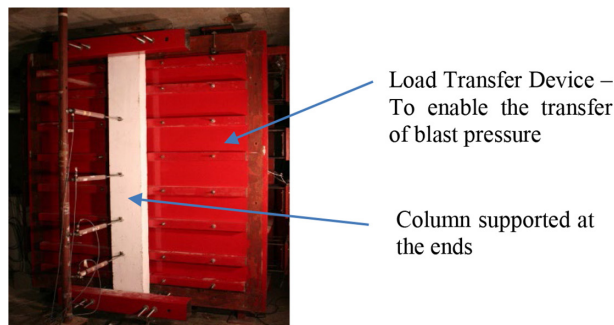 Load Transfer Device –
To enable the transfer
of blast pressure
Column supported at
the ends